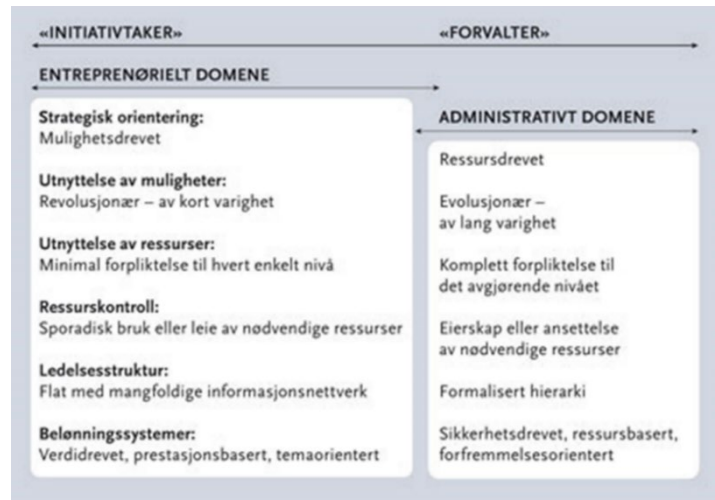 «INITIATIVTAKER»
«FORVALTER»
ENTREPRENØRIELT DOMENE
Strategisk orientering:
Mulighetsdrevet
Utnyttelse av muligheter:
Revolusjonær – av kort varighet
Utnyttelse av ressurser:
Minimal forpliktelse til hvert enkelt nivå
Ressurskontroll:
Sporadisk bruk eller leie av nødvendige ressurser
Ledelsesstruktur:
Flat med mangfoldige informasjonsnettverk
Belønningssystemer:
Verdidrevet, prestasjonsbasert, temaorientert
ADMINISTRATIVT DOMENE
Ressursdrevet
Evolusjonær –
av lang varighet
Komplett forpliktelse til
det avgjørende nivået
Eierskap eller ansettelse
av nødvendige ressurser
Formalisert hierarki
Sikkerhetsdrevet, ressursbasert,
forfremmelsesorientert